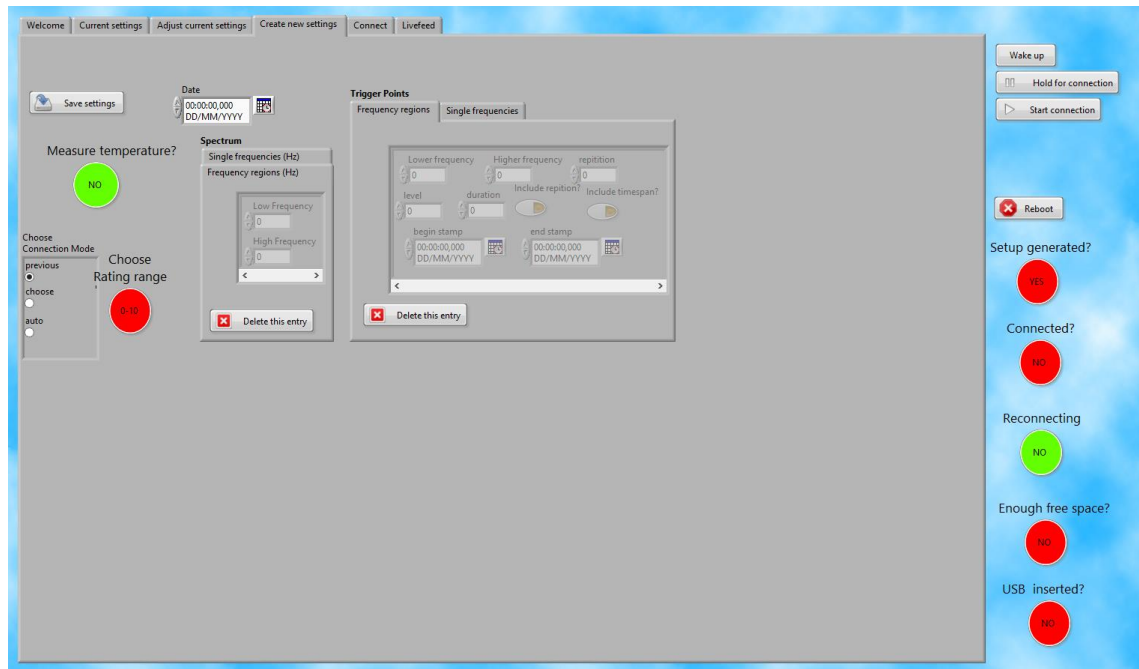 Welcome
Current settings
Adjust current settings
Create new settings
Connect
Livefeed
Save settings
Date
00:00:00,000
DD/MM/YYYY
Measure temperature?
NO
Choose
Connection Mode
previous
choose
auto
Choose
Rating range
0-10
Spectrum
Single frequencies (Hz)
Frequency regions (Hz)
Low Frequency
0
High Frequency
0
Delete this entry
Trigger Points
Frequency regions
Single frequencies
Lower frequency
Higher frequency
repitition
0
0
0
level
duration
Include repition?
Include timespan?
0
0
begin stamp
end stamp
00:00:00,000
DD/MM/YYYY
00:00:00,000
DD/MM/YYYY
Delete this entry
Wake up
Hold for connection
Start connection
Reboot
Setup generated?
YES
Connected?
NO
Reconnecting
NO
Enough free space?
NO
USB inserted?
NO